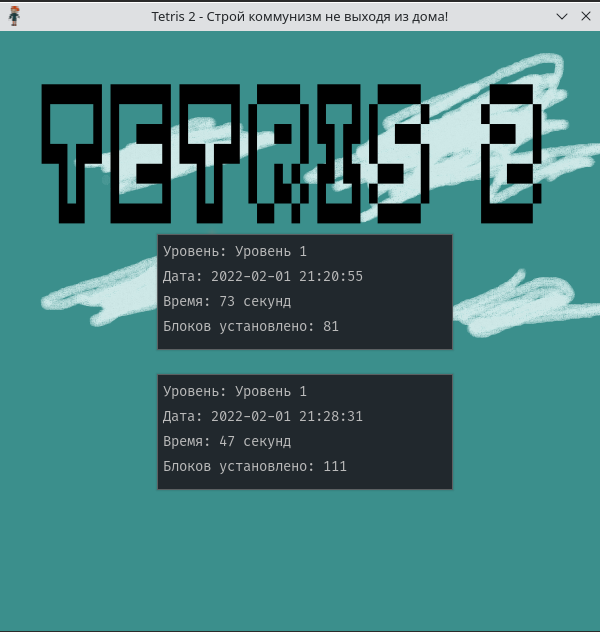 Tetris 2 - Строй коммунизм не выходя из дома!
TETRIS 2
Уровень: Уровень 1
Дата: 2022-02-01 21:20:55
Время: 73 секунд
Блоков установлено: 81
Уровень: Уровень 1
Дата: 2022-02-01 21:28:31
Время: 47 секунд
Блоков установлено: 111